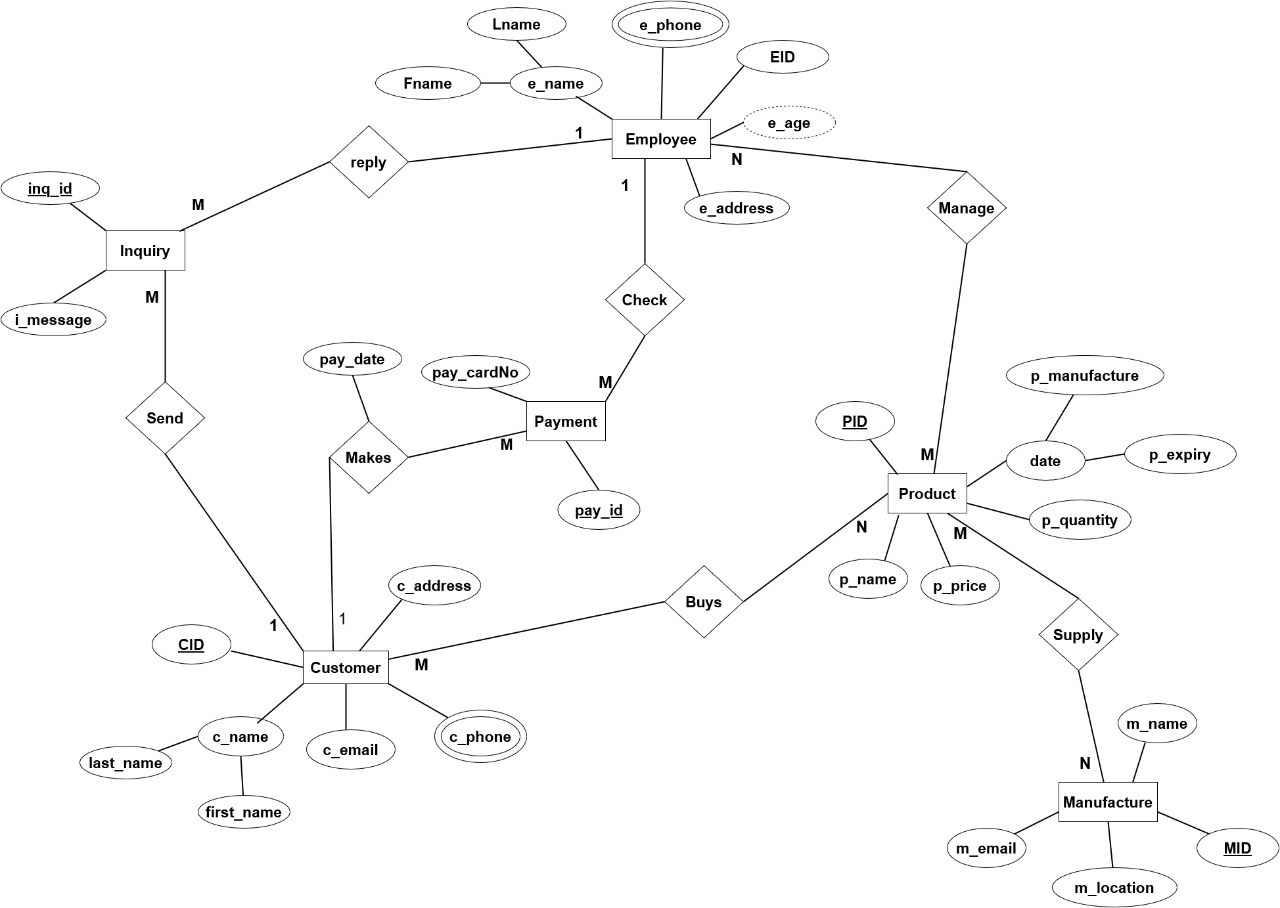 Lname
e_phone
EID
Fname
e_name
e_age
1
Employee
N
reply
1
inq_id
M
e_address
Manage
Inquiry
M
Check
i_message
pay_date
pay_cardNo
M
p_manufacture
Send
Payment
PID
M
Makes
M
date
p_expiry
Product
pay_id
N
M
p_quantity
p_name
p_price
c_address
Buys
1
1
Supply
CID
Customer
M
c_name
c_phone
m_name
last_name
c_email
N
first_name
Manufacture
m_email
MID
m_location